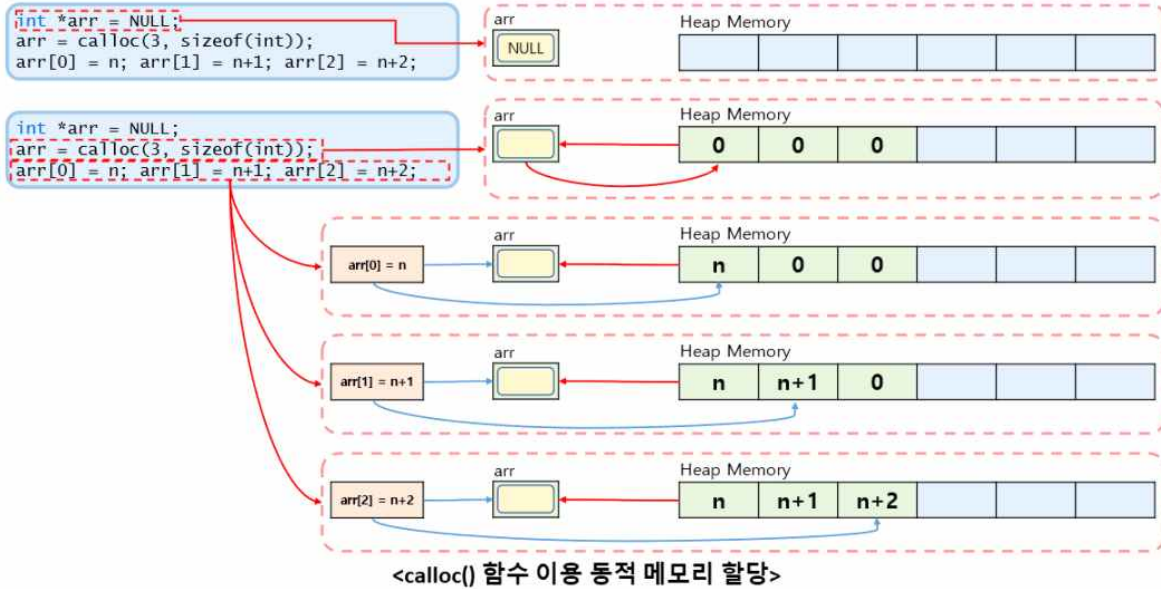 int *arr = NULL;
arr = calloc(3, sizeof(int));
arr[0] = n; arr[1] = n+1; arr[2] = n+2;
arr
NULL
Heap Memory
int *arr = NULL;
arr = calloc(3, sizeof(int));
arr[0] = n; arr[1] = n+1; arr[2] = n+2;
arr
Heap Memory
0 0 0
arr[0] = n
arr
Heap Memory
n 0 0
arr[1] = n+1
arr
Heap Memory
n n+1 0
arr[2] = n+2
arr
Heap Memory
n n+1 n+2
<calloc() 함수 이용 동적 메모리 할당>